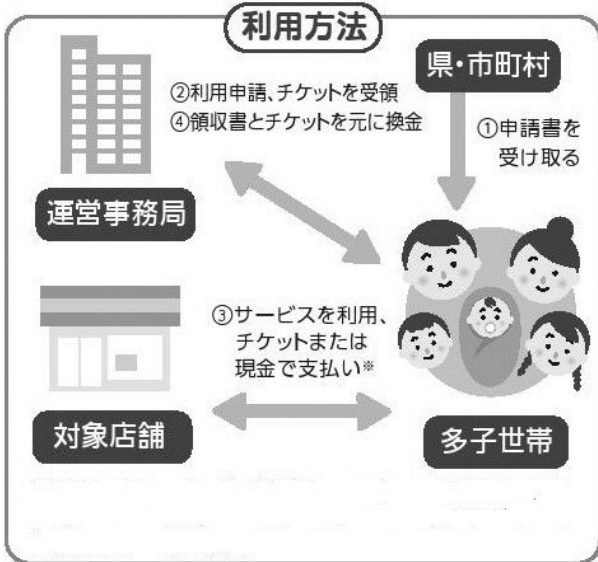 利用方法
県・市町村
②利用申請、チケットを受領
④領収書とチケットを元に換金
①申請書を
受け取る
運営事務局
③サービスを利用、
チケットまたは
現金で支払い※
対象店舗
多子世帯